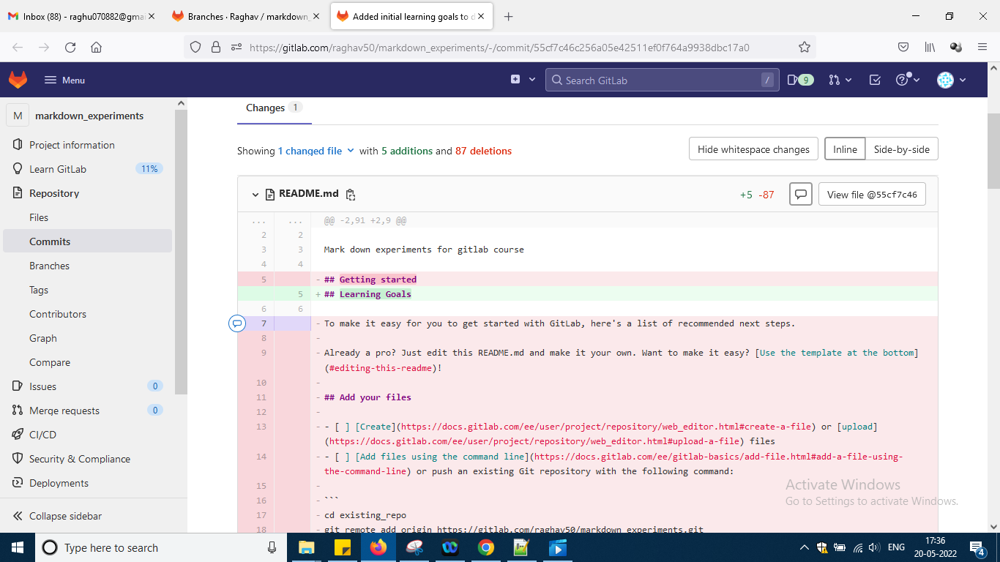 Inbox (88) - raghu070882@gmai
Branches · Raghav / markdown_
Added initial learning goals to d
https://gitlab.com/raghav50/markdown_experiments/-/commit/55cf7c46c256a05e42511ef0f764a9938dbc17a0
Menu
Search GitLab
/
9
M markdown_experiments
Project information
Learn GitLab 11%
Repository
Files
Commits
Branches
Tags
Contributors
Graph
Compare
Issues 0
Merge requests 0
CI/CD
Security & Compliance
Deployments
Collapse sidebar
Changes 1
Showing 1 changed file with 5 additions and 87 deletions
Hide whitespace changes Inline Side-by-side
README.md +5 -87 View file @55cf7c46
... ... @@ -2,91 +2,9 @@
2 2
3 3 Mark down experiments for gitlab course
4 4
5 - ## Getting started
5 + ## Learning Goals
6 6
7 - To make it easy for you to get started with GitLab, here's a list of recommended next steps.
8 -
9 - Already a pro? Just edit this README.md and make it your own. Want to make it easy? [Use the template at the bottom]
(#editing-this-readme)!
10 -
11 - ## Add your files
12 -
13 - - [ ] [Create](https://docs.gitlab.com/ee/user/project/repository/web_editor.html#create-a-file) or [upload]
(https://docs.gitlab.com/ee/user/project/repository/web_editor.html#upload-a-file) files
14 - - [ ] [Add files using the command line](https://docs.gitlab.com/ee/gitlab-basics/add-file.html#add-a-file-using-
the-command-line) or push an existing Git repository with the following command:
15 -
16 - ```
17 - cd existing_repo
18 - git remote add origin https://gitlab.com/raghav50/markdown_experiments.git
Activate Windows
Go to Settings to activate Windows.
Type here to search
ENG
17:36
20-05-2022
4